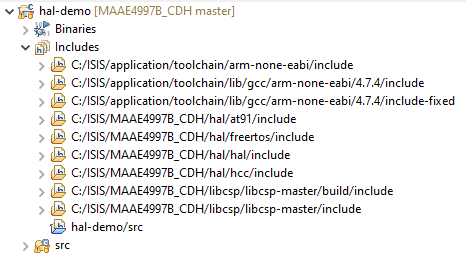 hal-demo [MAAE4997B_CDH master]
Binaries
Includes
C:/ISIS/application/toolchain/arm-none-eabi/include
C:/ISIS/application/toolchain/lib/gcc/arm-none-eabi/4.7.4/include
C:/ISIS/application/toolchain/lib/gcc/arm-none-eabi/4.7.4/include-fixed
C:/ISIS/MAAE4997B_CDH/hal/at91/include
C:/ISIS/MAAE4997B_CDH/hal/freertos/include
C:/ISIS/MAAE4997B_CDH/hal/hal/include
C:/ISIS/MAAE4997B_CDH/hal/hcc/include
C:/ISIS/MAAE4997B_CDH/libcsp/libcsp-master/build/include
C:/ISIS/MAAE4997B_CDH/libcsp/libcsp-master/include
hal-demo/src
src